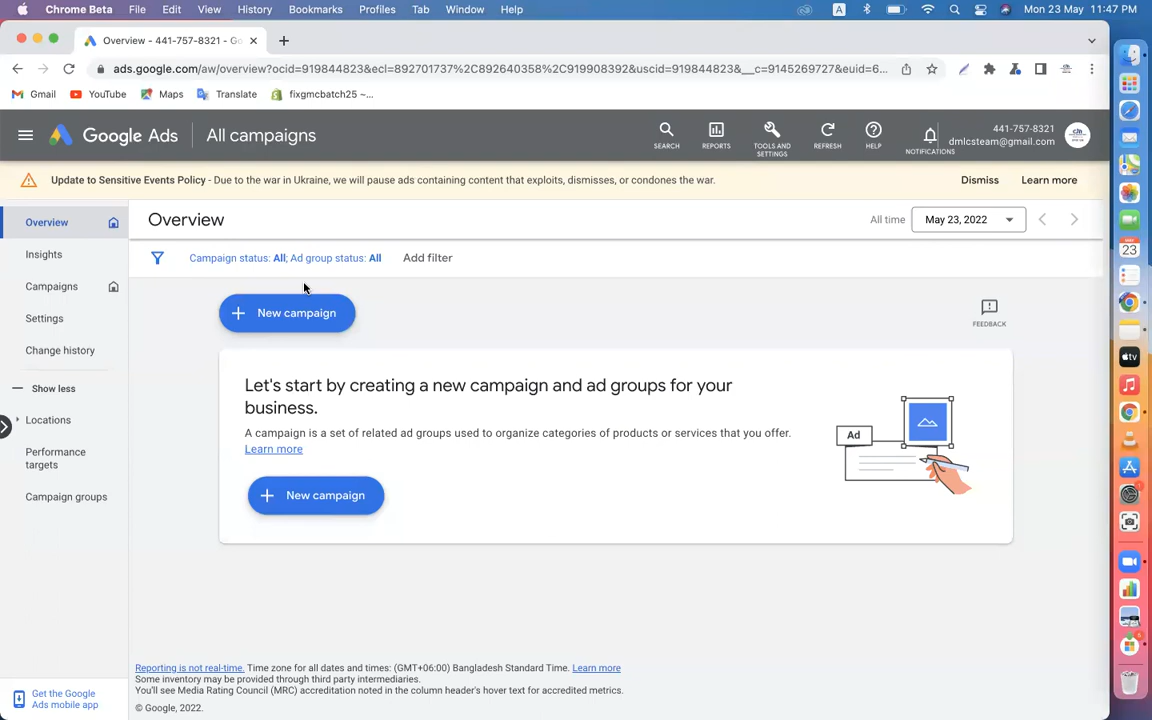 Chrome Beta File Edit View History Bookmarks Profiles Tab Window Help A Mon 23 May 11:47 PM
Overview - 441-757-8321 - Go
ads.google.com/aw/overview?ocid=919844823&ecl=892701737%2C892640358%2C919908392&uscid=919844823&__c=9145269727&euid=6...
Gmail YouTube Maps Translate fixgmcbatch25 ~...
Google Ads All campaigns
SEARCH REPORTS TOOLS AND SETTINGS REFRESH HELP NOTIFICATIONS
441-757-8321
dmlcsteam@gmail.com
Update to Sensitive Events Policy - Due to the war in Ukraine, we will pause ads containing content that exploits, dismisses, or condones the war. Dismiss Learn more
Overview
Insights
Campaigns
Settings
Change history
Show less
Locations
Performance
targets
Campaign groups
Get the Google
Ads mobile app
Overview All time May 23, 2022
Campaign status: All; Ad group status: All Add filter
New campaign
FEEDBACK
Let's start by creating a new campaign and ad groups for your
business.
A campaign is a set of related ad groups used to organize categories of products or services that you offer.
Learn more
Ad
New campaign
Reporting is not real-time. Time zone for all dates and times: (GMT+06:00) Bangladesh Standard Time. Learn more
Some inventory may be provided through third party intermediaries.
You'll see Media Rating Council (MRC) accreditation noted in the column header's hover text for accredited metrics.
© Google, 2022.